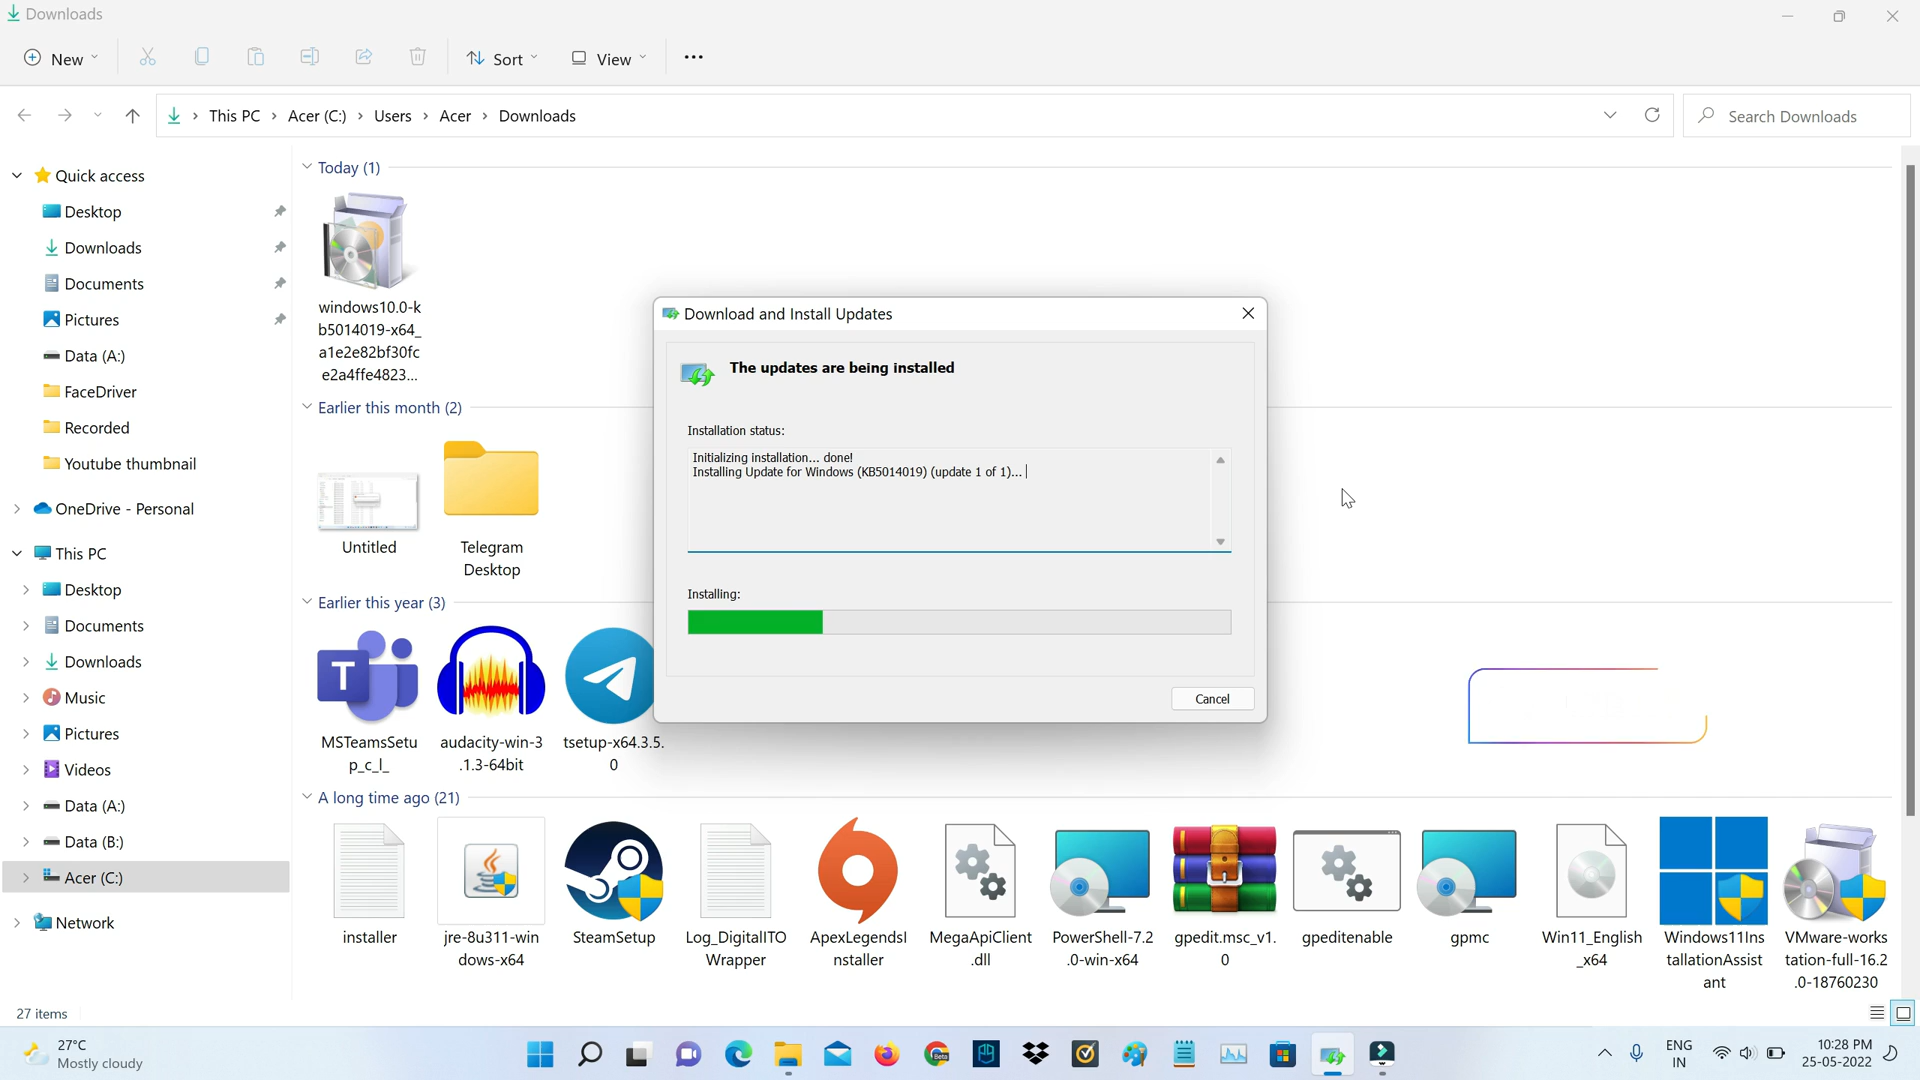 Downloads
New
Sort
View
This PC
Acer (C:)
Users
Acer
Downloads
Search Downloads
Quick access
Desktop
Downloads
Documents
Pictures
Data (A:)
FaceDriver
Recorded
Youtube thumbnail
OneDrive - Personal
This PC
Desktop
Documents
Downloads
Music
Pictures
Videos
Data (A:)
Data (B:)
Acer (C:)
Network
Today (1)
windows10.0-k
b5014019-x64_
a1e2e82bf30fc
e2a4ffe4823...
Earlier this month (2)
Untitled
Telegram
Desktop
Earlier this year (3)
MSTeamsSetu
p_c_l_
audacity-win-3
.1.3-64bit
tsetup-x64.3.5.
0
A long time ago (21)
installer
jre-8u311-win
dows-x64
SteamSetup
Log_DigitalITO
Wrapper
ApexLegendsI
nstaller
MegaApiClient
.dll
PowerShell-7.2
.0-win-x64
gpedit.msc_v1.
0
gpeditenable
gpmc
Win11_English
_x64
Windows11Ins
tallationAssist
ant
VMware-works
tation-full-16.2
.0-18760230
Download and Install Updates
The updates are being installed
Installation status:
Initializing installation... done!
Installing Update for Windows (KB5014019) (update 1 of 1)...
Installing:
Cancel
27 items
27°C
Mostly cloudy
Beta
ENG
IN
10:28 PM
25-05-2022